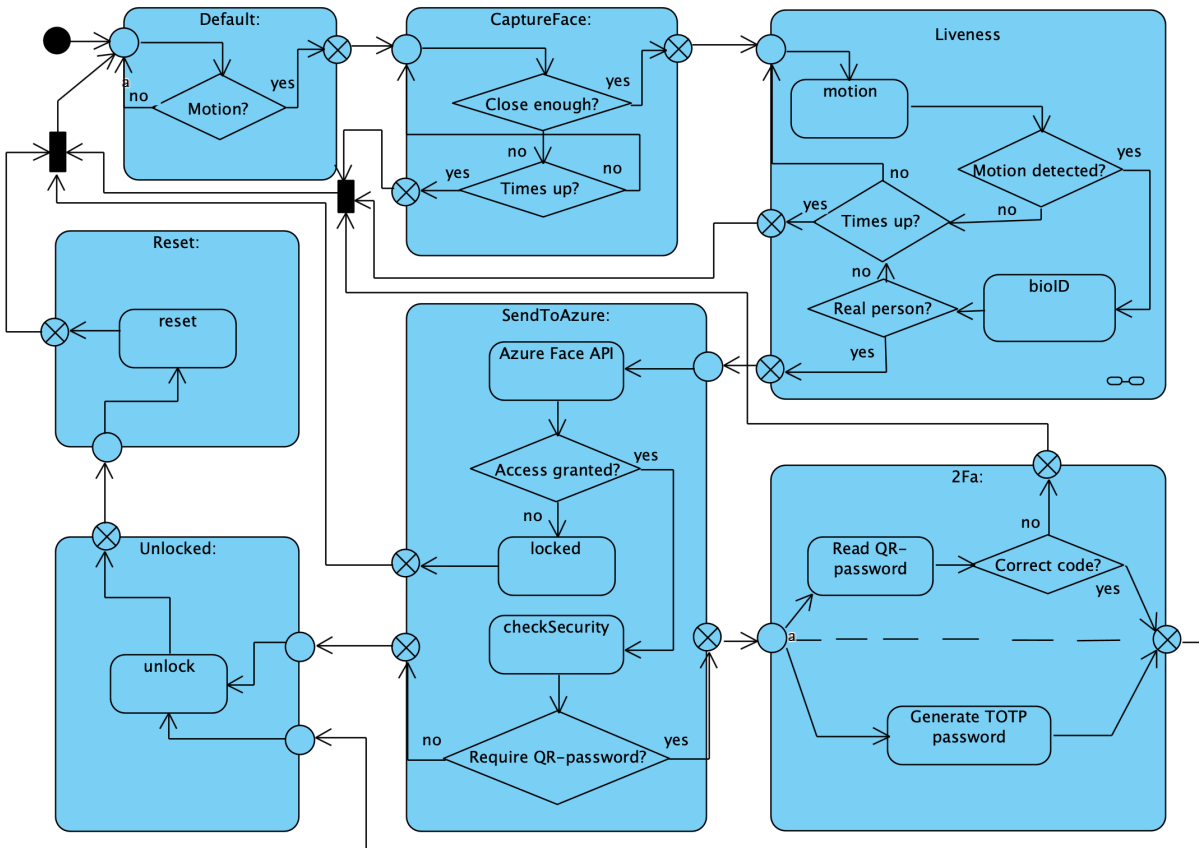 Default:
a
no
Motion?
yes
CaptureFace:
Close enough?
yes
no
no
yes
Times up?
Liveness
motion
Motion detected?
yes
no
no
yes
Times up?
no
bioID
Real person?
yes
Reset:
reset
SendToAzure:
Azure Face API
Access granted?
yes
no
locked
checkSecurity
Require QR-password?
no
yes
Unlocked:
unlock
2Fa:
no
Read QR-
password
Correct code?
yes
a
Generate TOTP
password